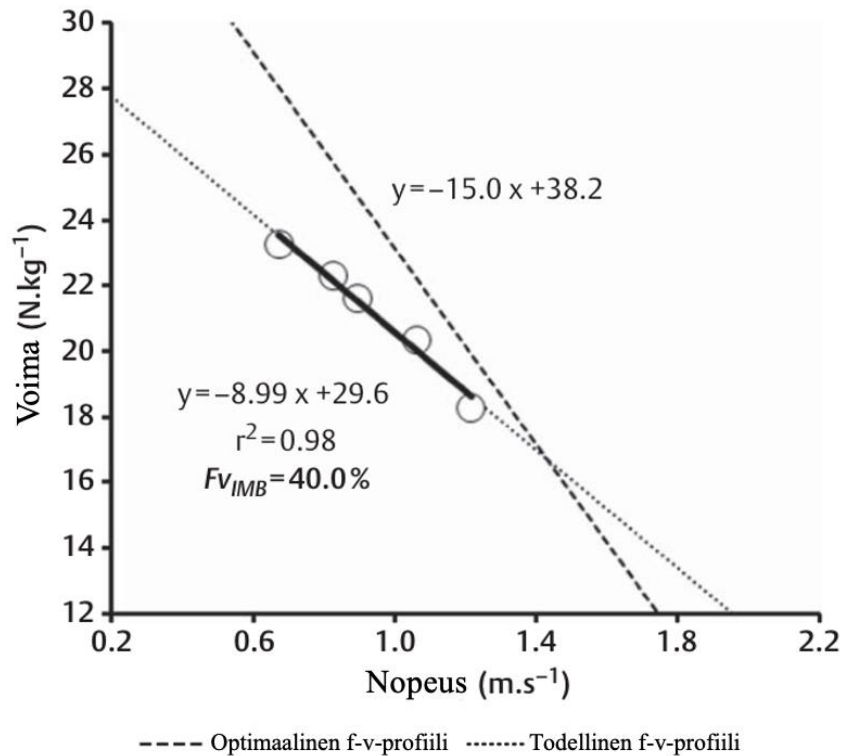 30
28
26
24
22
20
18
16
14
12
Voima (N.kg⁻¹)
y=−15.0 x +38.2
y=−8.99 x +29.6
r²=0.98
FvIMB=40.0%
0.2 0.6 1.0 1.4 1.8 2.2
Nopeus (m.s⁻¹)
Optimaalinen f-v-profiili Todellinen f-v-profiili